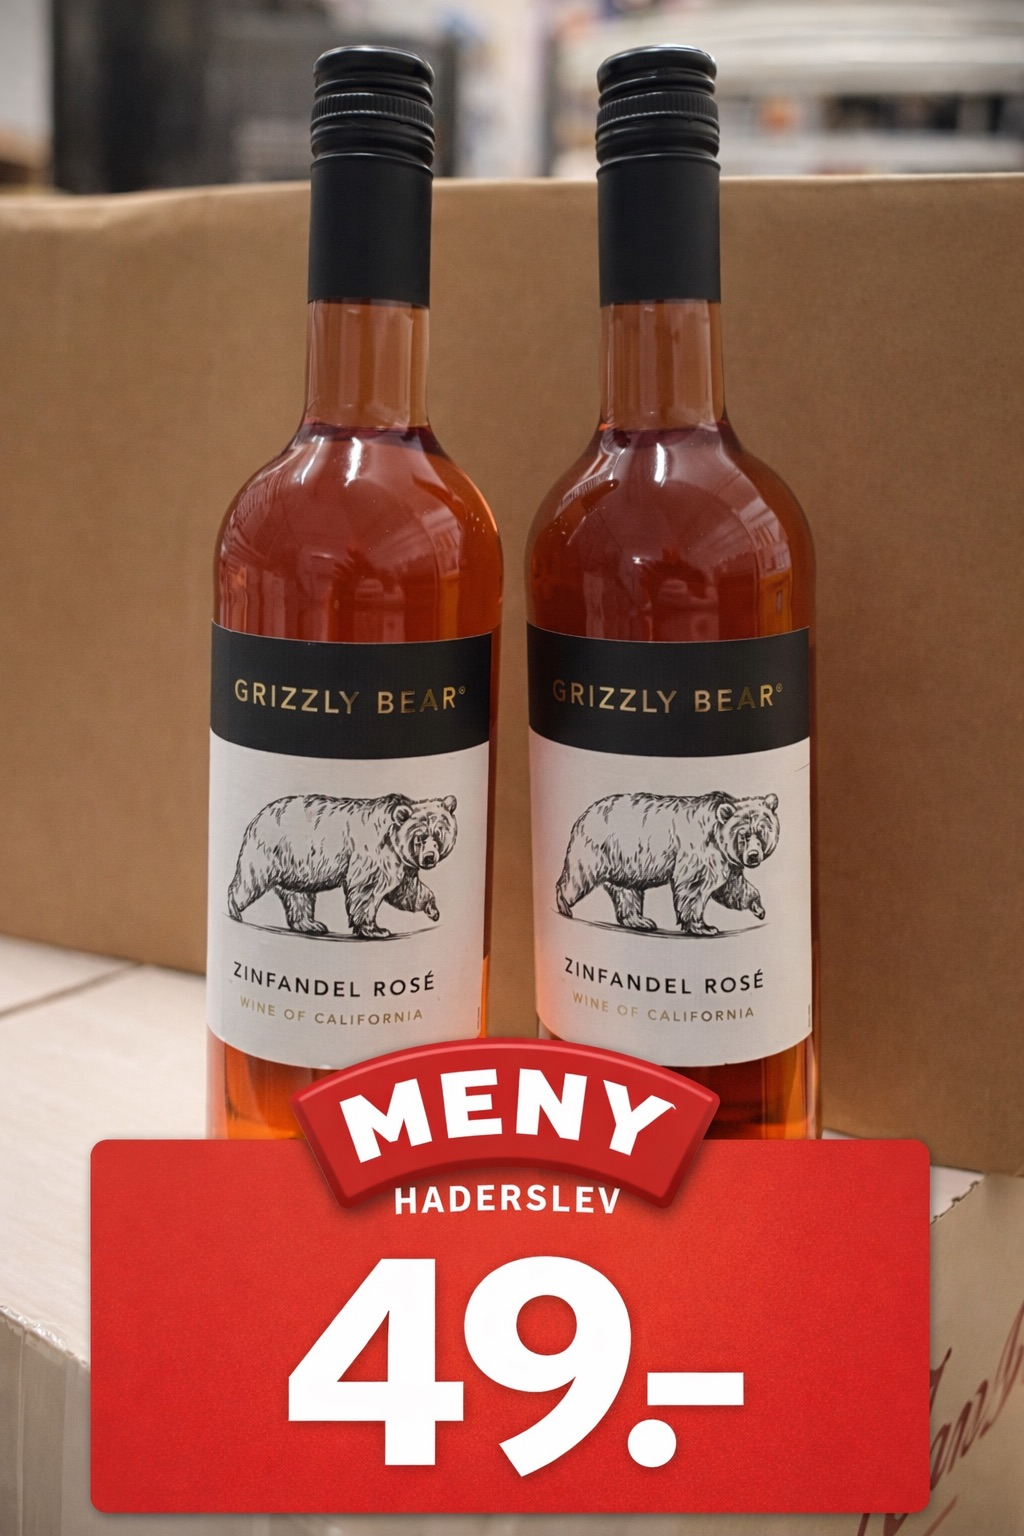 GRIZZLY BEAR®
ZINFANDEL ROSÉ
WINE OF CALIFORNIA
GRIZZLY BEAR®
ZINFANDEL ROSÉ
WINE OF CALIFORNIA
MENY
HADERSLEV
49.-